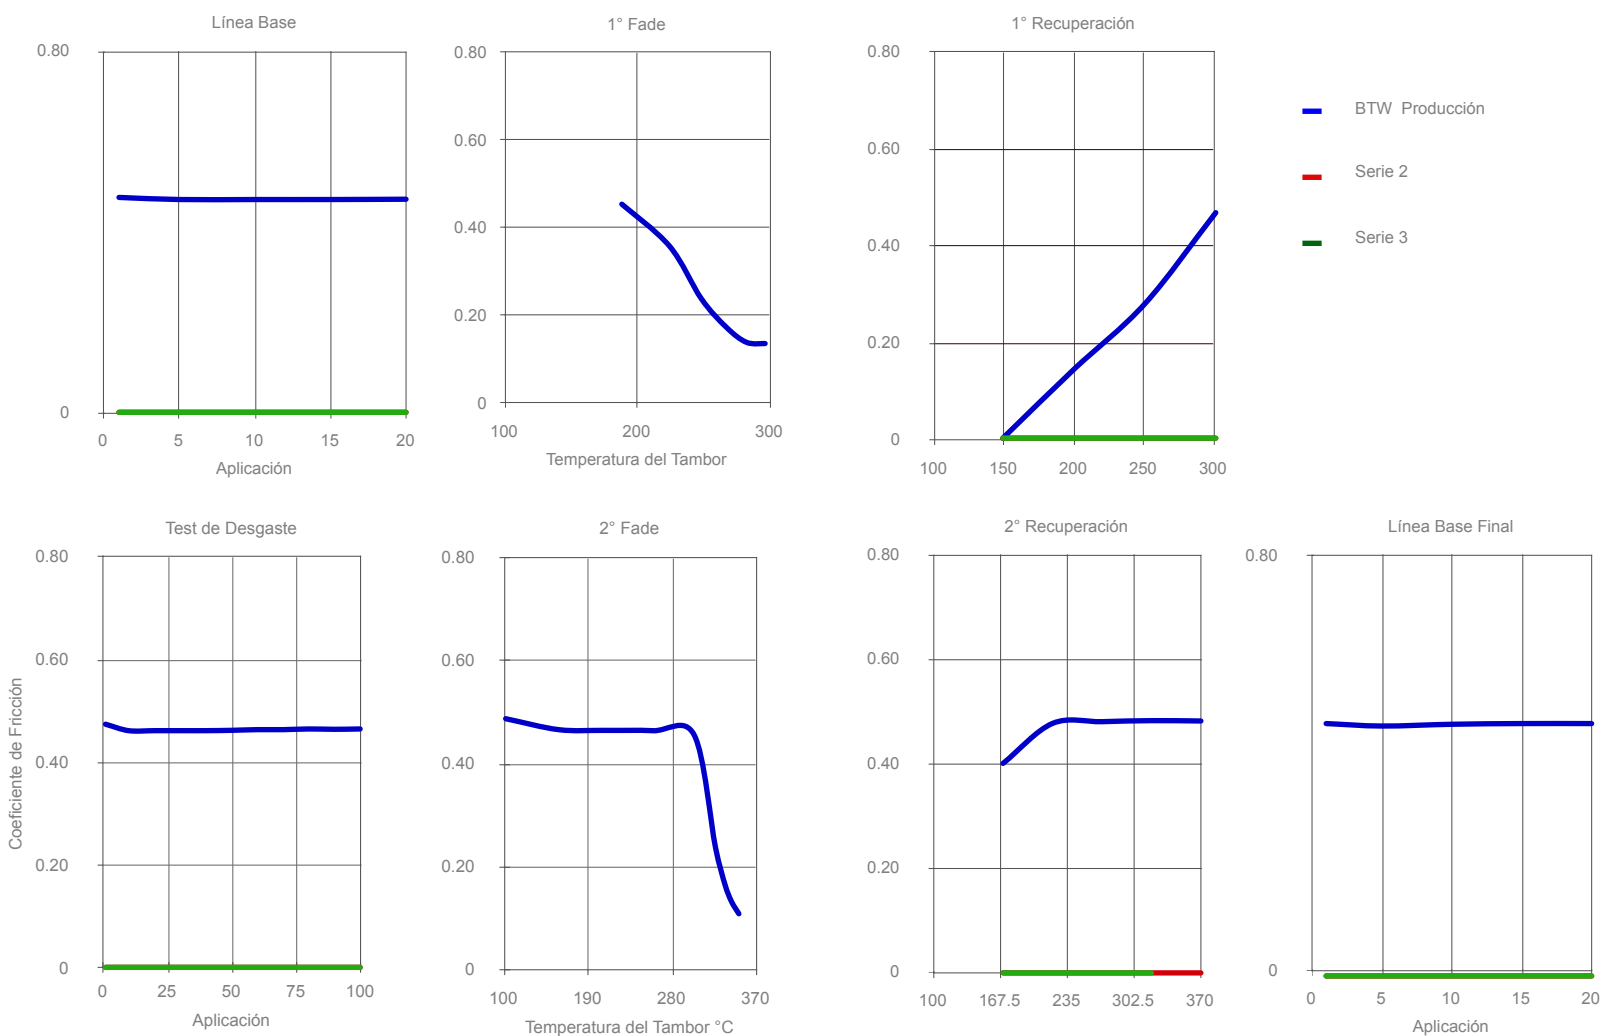 Línea Base
0.80
0
0 5 10 15 20
Aplicación
1° Fade
0.80
0.60
0.40
0.20
0
100 200 300
Temperatura del Tambor
1° Recuperación
0.80
0.60
0.40
0.20
0
100 150 200 250 300
BTW Producción
Serie 2
Serie 3
Test de Desgaste
Coeficiente de Fricción
0.80
0.60
0.40
0.20
0
0 25 50 75 100
Aplicación
2° Fade
0.80
0.60
0.40
0.20
0
100 190 280 370
Temperatura del Tambor °C
2° Recuperación
0.80
0.60
0.40
0.20
0
100 167.5 235 302.5 370
Línea Base Final
0.80
0
0 5 10 15 20
Aplicación